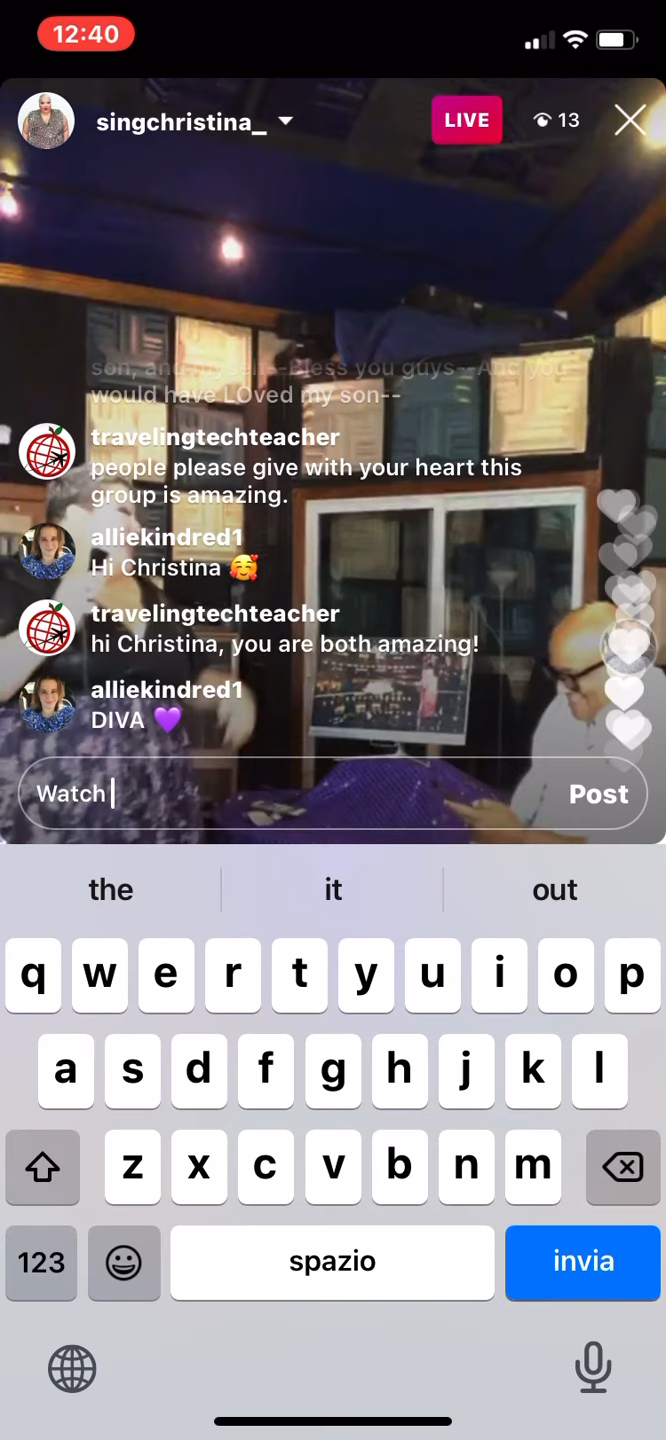 12:40
singchristina_
LIVE
13
son, and myself--Bless you guys--And you
would have LOved my son--
travelingtechteacher
people please give with your heart this
group is amazing.
alliekindred1
Hi Christina 🥰
travelingtechteacher
hi Christina, you are both amazing!
alliekindred1
DIVA 💜
Watch
Post
the it out
q w e r t y u i o p
a s d f g h j k l
z x c v b n m
123 spazio invia